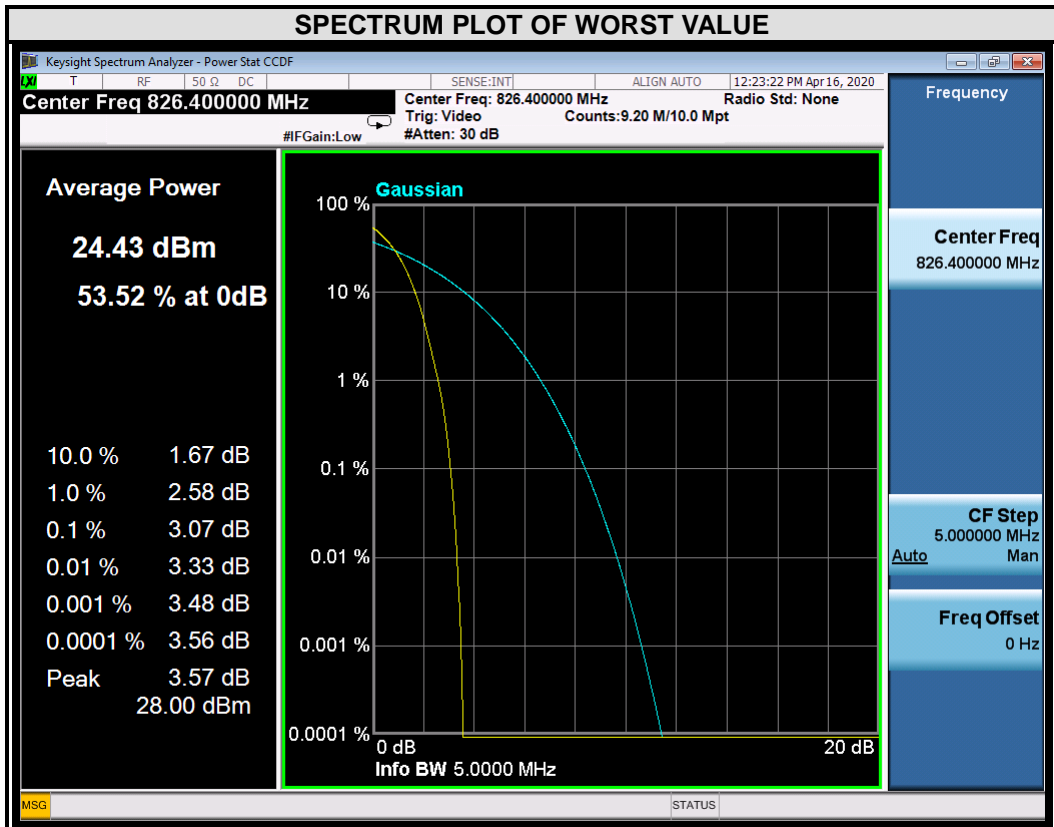 SPECTRUM PLOT OF WORST VALUE
Keysight Spectrum Analyzer - Power Stat CCDF
LXI T RF 50 Ω DC SENSE:INT ALIGN AUTO 12:23:22 PM Apr 16, 2020
Center Freq 826.400000 MHz
Center Freq: 826.400000 MHz Radio Std: None
Trig: Video Counts:9.20 M/10.0 Mpt
#IFGain:Low #Atten: 30 dB
Frequency
Average Power
24.43 dBm
53.52 % at 0dB
10.0 % 1.67 dB
1.0 % 2.58 dB
0.1 % 3.07 dB
0.01 % 3.33 dB
0.001 % 3.48 dB
0.0001 % 3.56 dB
Peak 3.57 dB
28.00 dBm
Gaussian
100 %
10 %
1 %
0.1 %
0.01 %
0.001 %
0.0001 %
0 dB 20 dB
Info BW 5.0000 MHz
Center Freq
826.400000 MHz
CF Step
5.000000 MHz
Auto Man
Freq Offset
0 Hz
MSG STATUS